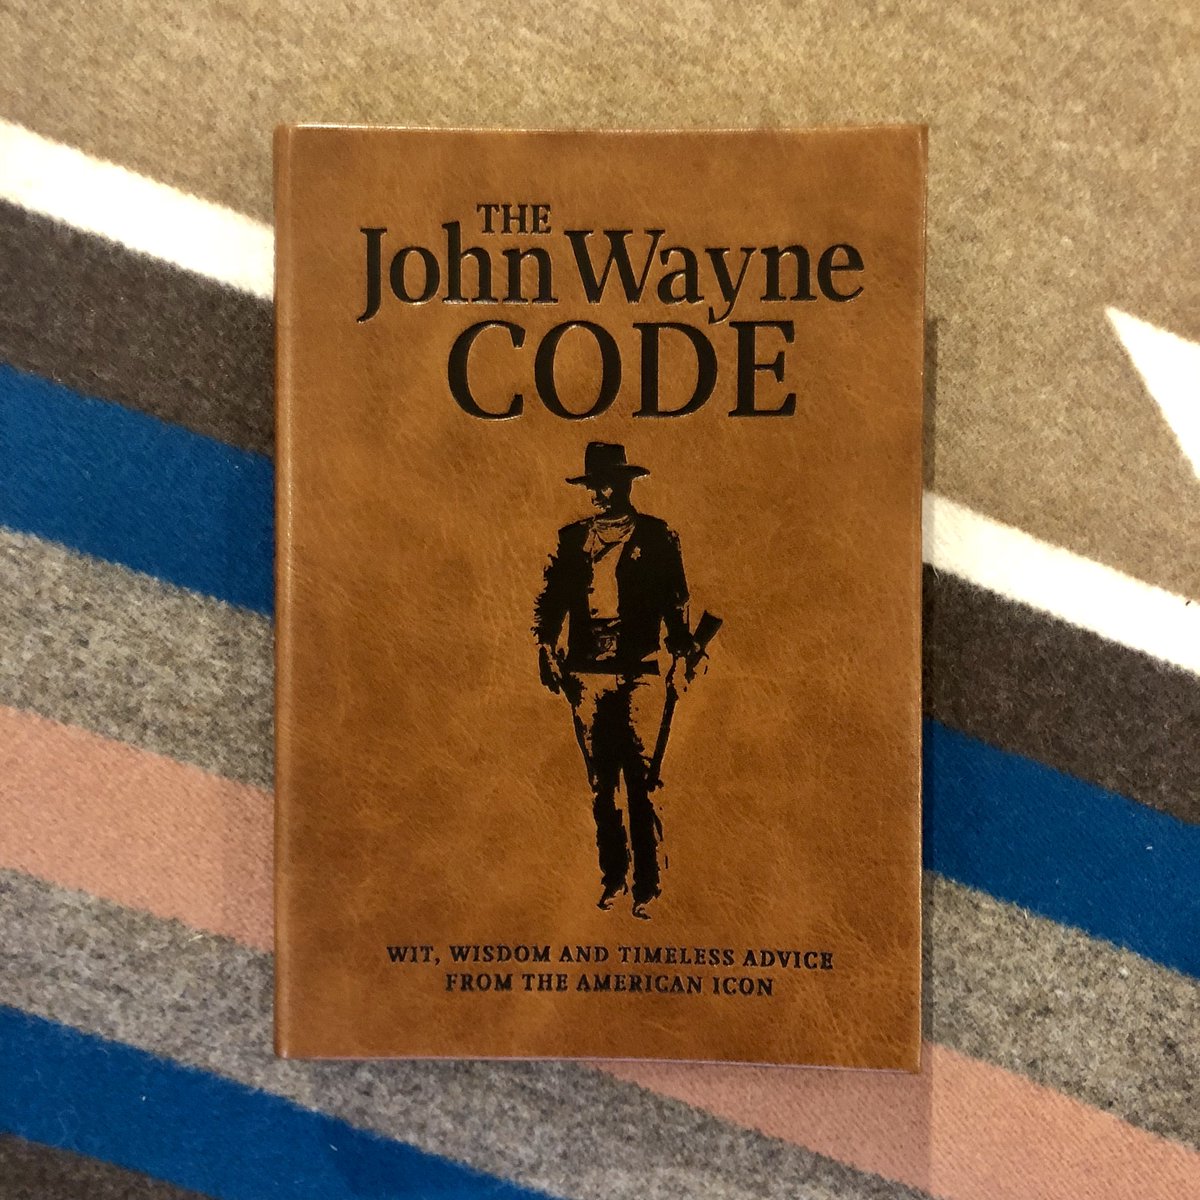 THE
John Wayne
CODE
WIT, WISDOM AND TIMELESS ADVICE
FROM THE AMERICAN ICON